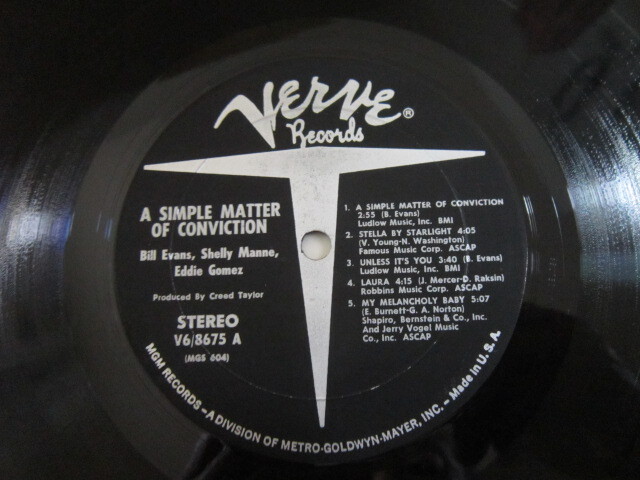 Verve®
Records
A SIMPLE MATTER
OF CONVICTION
Bill Evans, Shelly Manne,
Eddie Gomez
Produced by Creed Taylor
STEREO
V6/8675 A
(MGS 604)
1. A SIMPLE MATTER OF CONVICTION
2:55 (B. Evans)
Ludlow Music, Inc. BMI
2. STELLA BY STARLIGHT 4:05
(V. Young-N. Washington)
Famous Music Corp. ASCAP
3. UNLESS IT'S YOU 3:40 (B. Evans)
Ludlow Music, Inc. BMI
4. LAURA 4:15 (J. Mercer-D. Raksin)
Robbins Music Corp. ASCAP
5. MY MELANCHOLY BABY 5:07
(E. Burnett-G. A. Norton)
Shapiro, Bernstein & Co., Inc.
And Jerry Vogel Music
Co., Inc. ASCAP
MGM RECORDS—A DIVISION OF METRO-GOLDWYN-MAYER, INC.—Made in U.S.A.